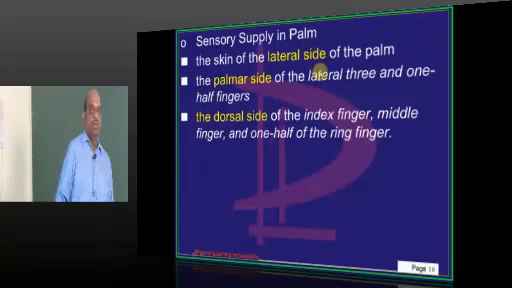 o Sensory Supply in Palm
■ the skin of the lateral side of the palm
■ the palmar side of the lateral three and one-
half fingers
■ the dorsal side of the index finger, middle
finger, and one-half of the ring finger.
Page 10